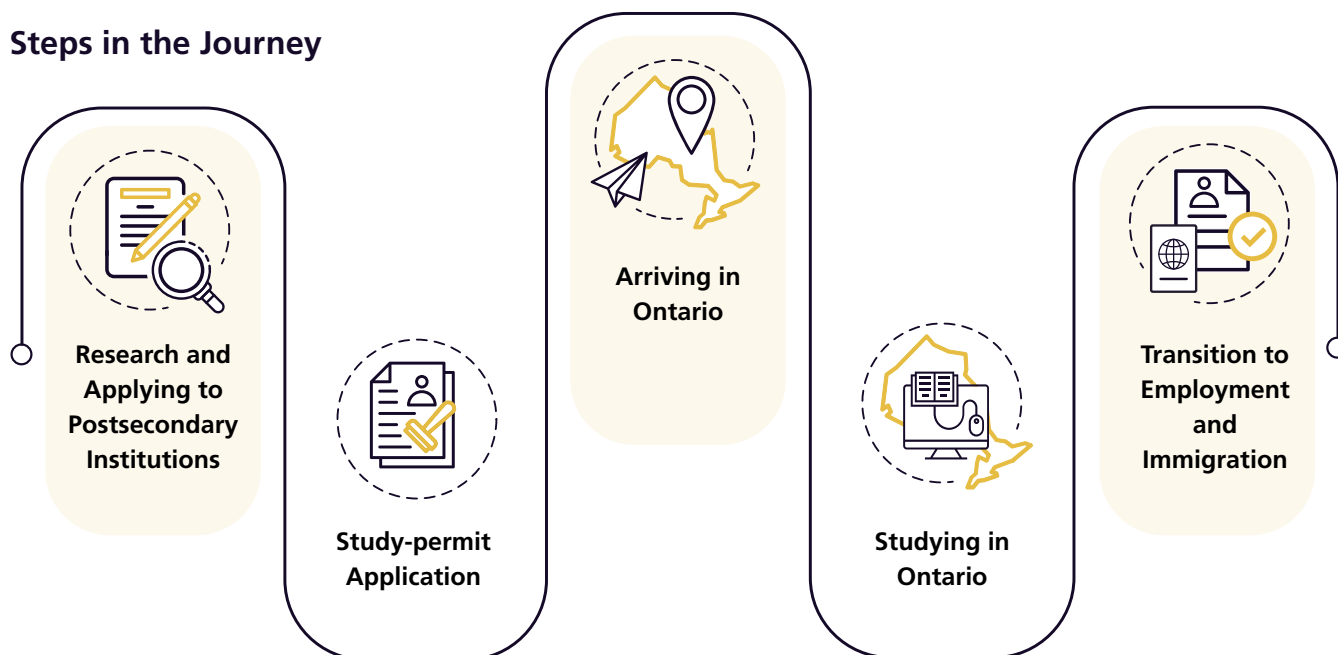 Steps in the Journey
Research and
Applying to
Postsecondary
Institutions
Study-permit
Application
Arriving in
Ontario
Studying in
Ontario
Transition to
Employment
and
Immigration